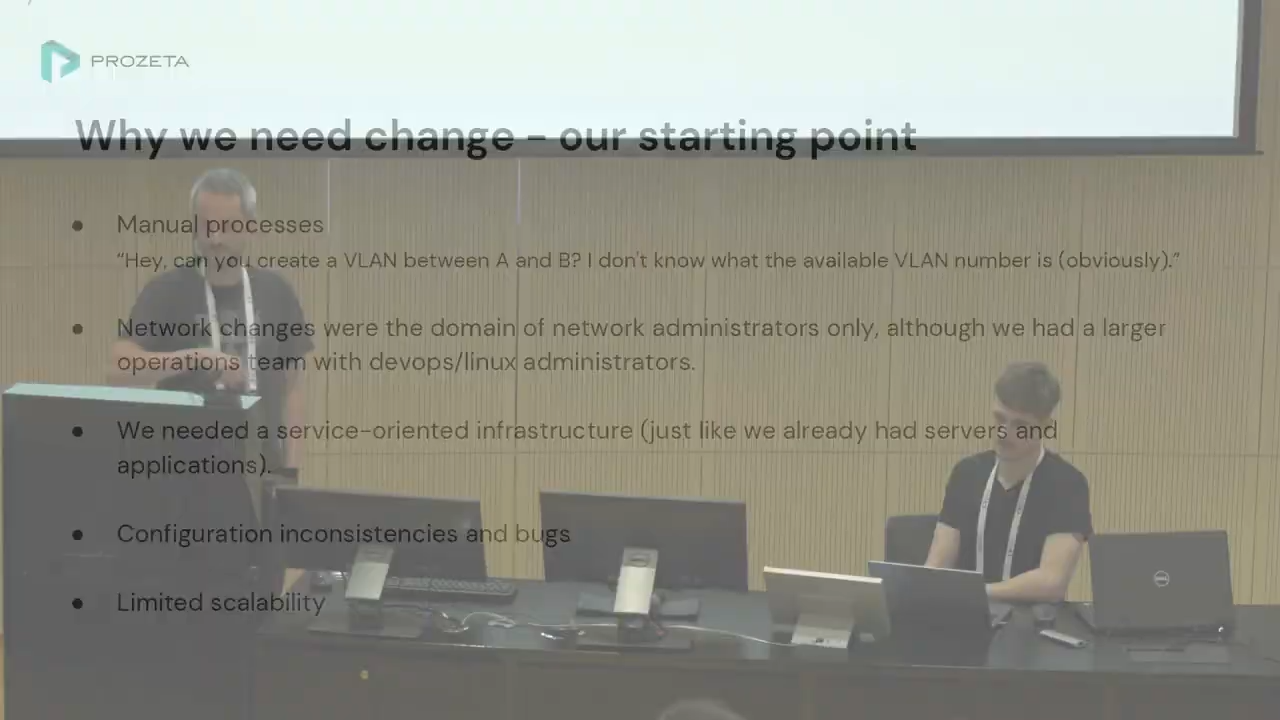 PROZETA
Why we need change - our starting point
● Manual processes
“Hey, can you create a VLAN between A and B? I don't know what the available VLAN number is (obviously).”
● Network changes were the domain of network administrators only, although we had a larger
operations team with devops/linux administrators.
● We needed a service-oriented infrastructure (just like we already had servers and
applications).
● Configuration inconsistencies and bugs
● Limited scalability
DELL